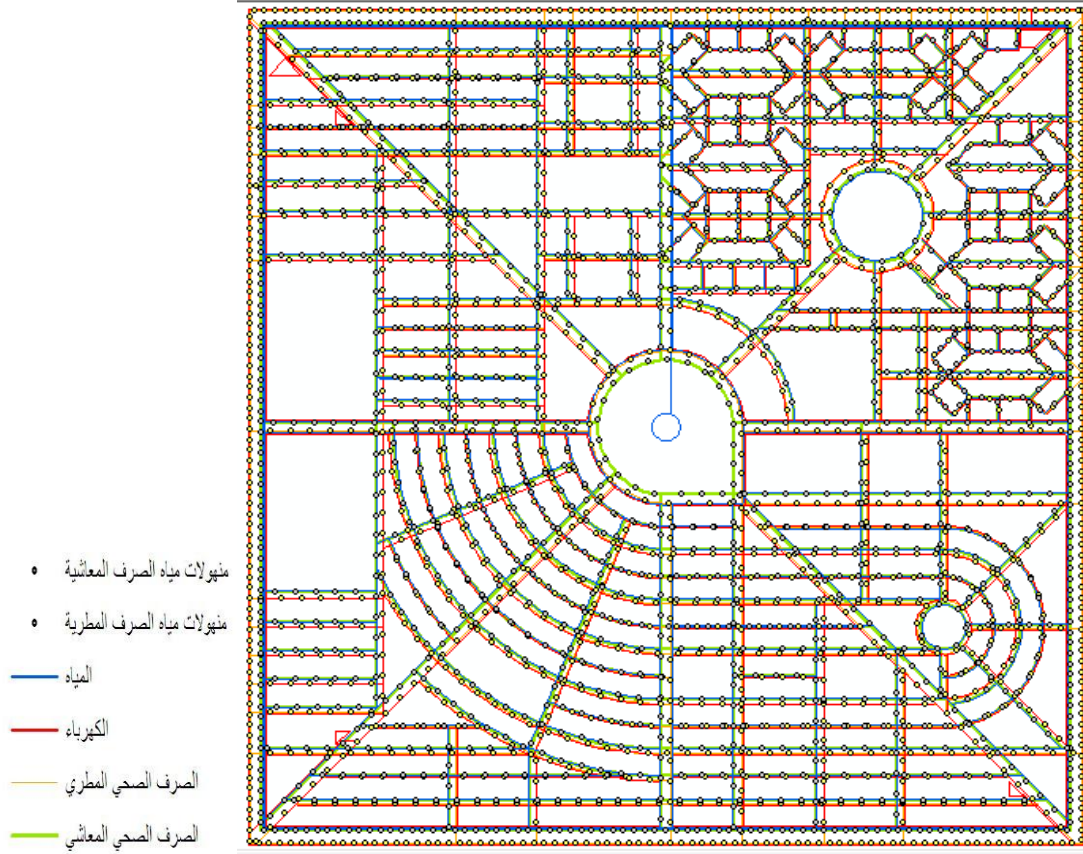 منهولات مياه الصرف المعاشية
منهولات مياه الصرف المطرية
المياه
الكهرباء
الصرف الصحي المطري
الصرف الصحي المعاشي